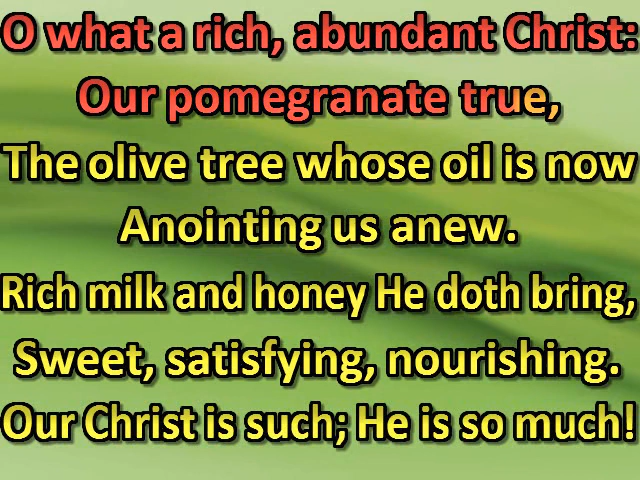 O what a rich, abundant Christ:
Our pomegranate true,
The olive tree whose oil is now
Anointing us anew.
Rich milk and honey He doth bring,
Sweet, satisfying, nourishing.
Our Christ is such; He is so much!